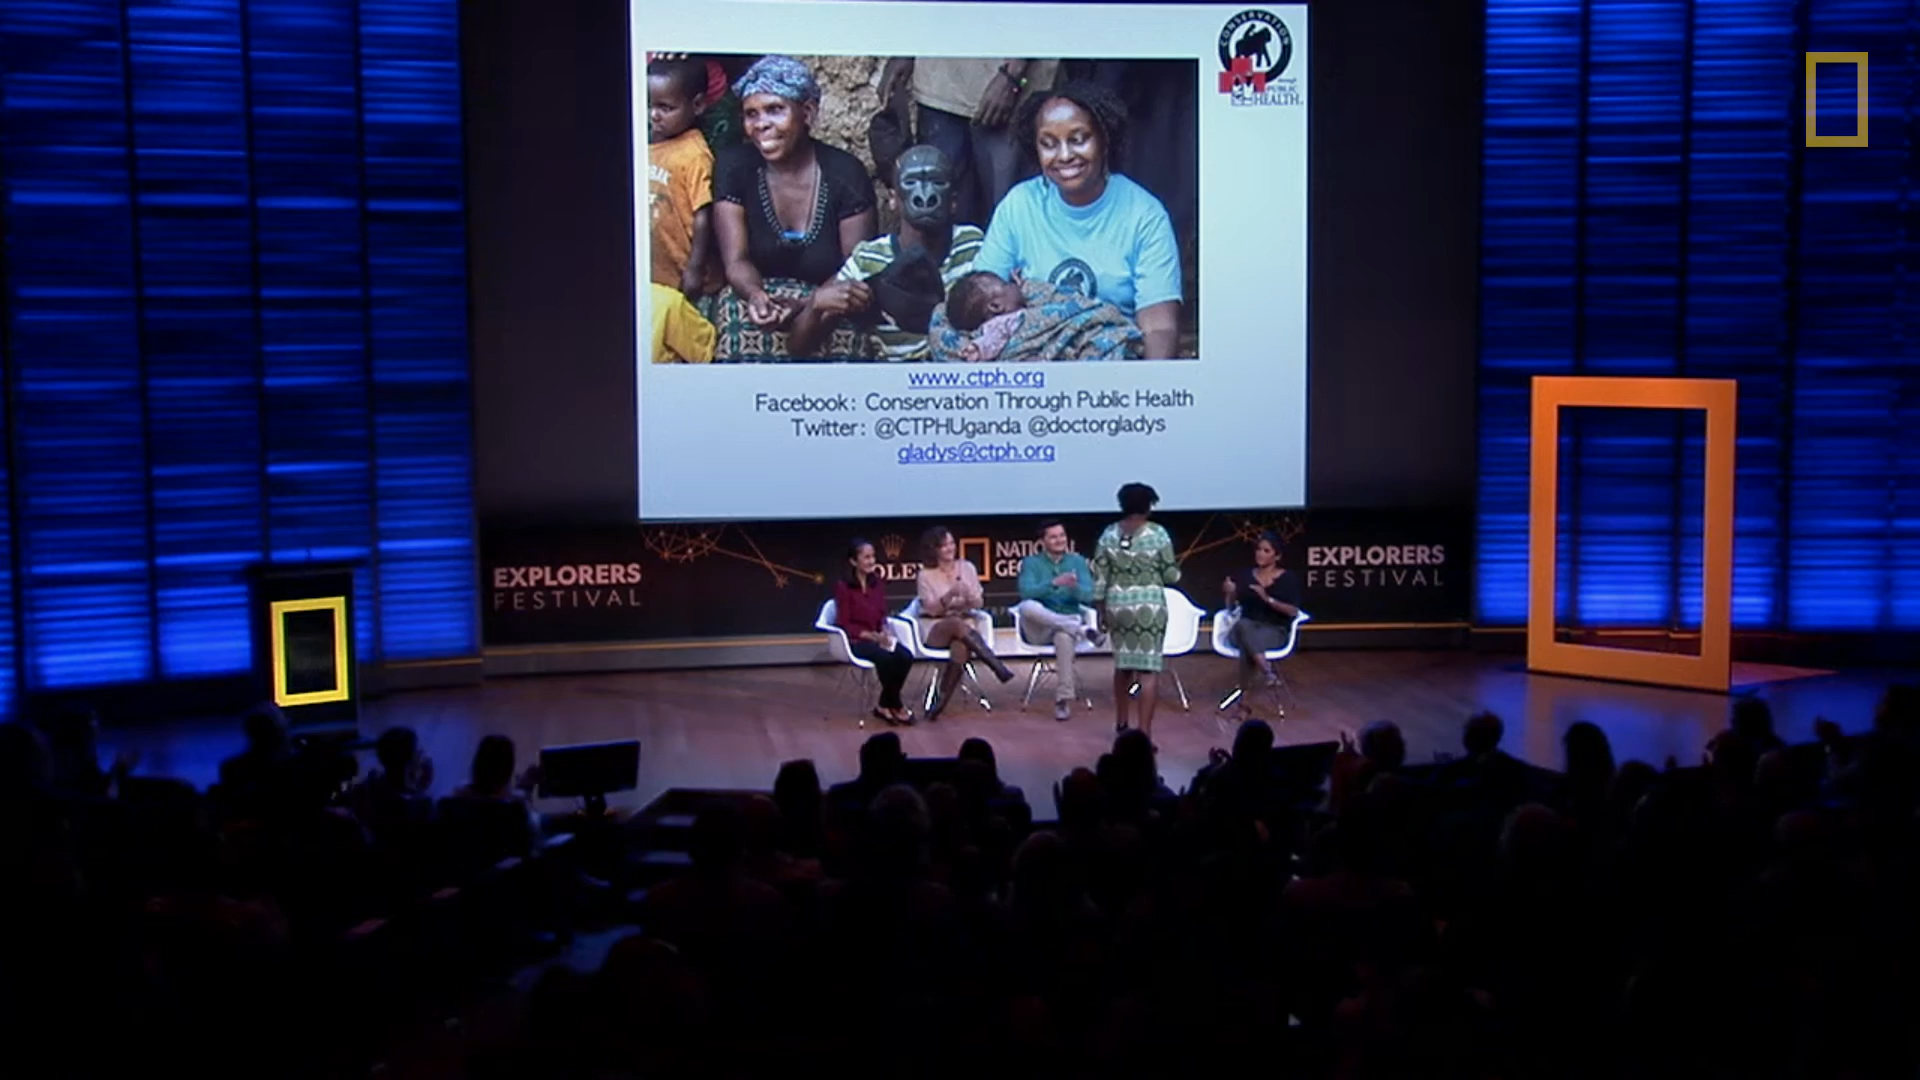 CONSERVATION
through
PUBLIC
HEALTH
www.ctph.org
Facebook: Conservation Through Public Health
Twitter: @CTPHUganda @doctorgladys
gladys@ctph.org
EXPLORERS
FESTIVAL
EXPLORERS
FESTIVAL